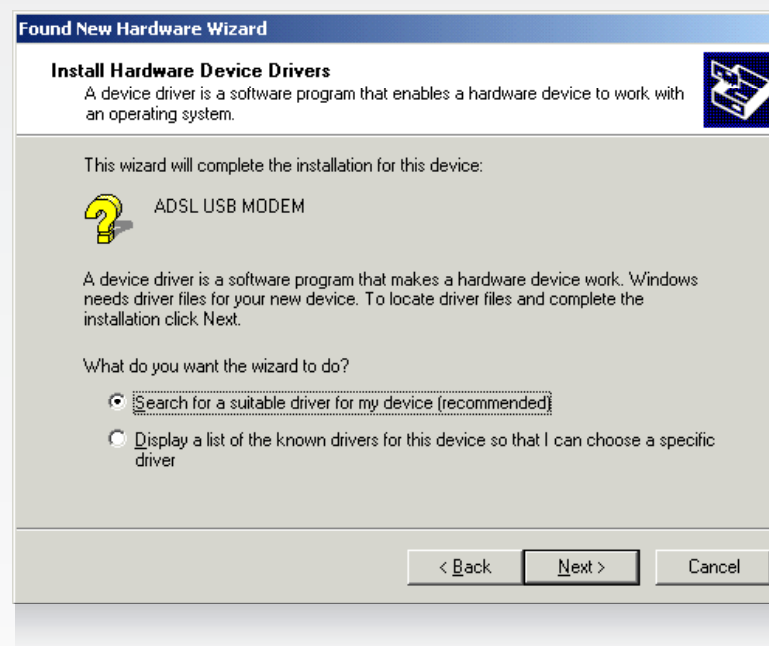 Found New Hardware Wizard
Install Hardware Device Drivers
A device driver is a software program that enables a hardware device to work with
an operating system.
This wizard will complete the installation for this device:
ADSL USB MODEM
A device driver is a software program that makes a hardware device work. Windows
needs driver files for your new device. To locate driver files and complete the
installation click Next.
What do you want the wizard to do?
Search for a suitable driver for my device (recommended)
Display a list of the known drivers for this device so that I can choose a specific
driver
< Back
Next >
Cancel